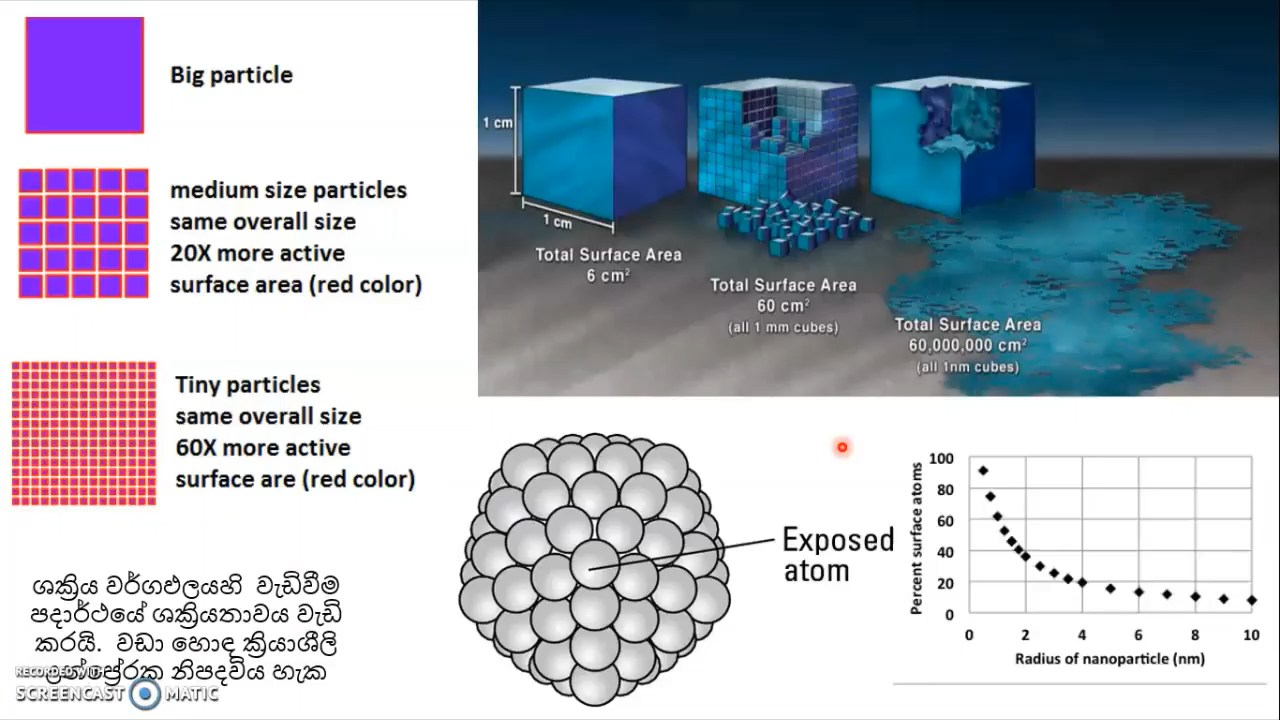 Big particle
medium size particles
same overall size
20X more active
surface area (red color)
Tiny particles
same overall size
60X more active
surface are (red color)
ශක්‍රිය වර්ගඵලයහි වැඩිවීම
පදාර්ථයේ ශක්‍රියතාවය වැඩි
කරයි. වඩා හොඳ ක්‍රියාශීලි
නිපදවිය හැක
RECORDED WITH
SCREENCAST MATIC
1 cm
1 cm
Total Surface Area
6 cm²
Total Surface Area
60 cm²
(all 1 mm cubes)
Total Surface Area
60,000,000 cm²
(all 1nm cubes)
Exposed
atom
Percent surface atoms
100
80
60
40
20
0
0 2 4 6 8 10
Radius of nanoparticle (nm)